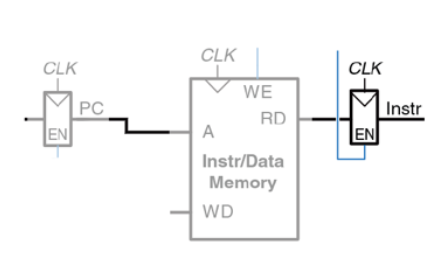 CLK
PC
EN
CLK
WE
RD
A
Instr/Data
Memory
WD
CLK
Instr
EN